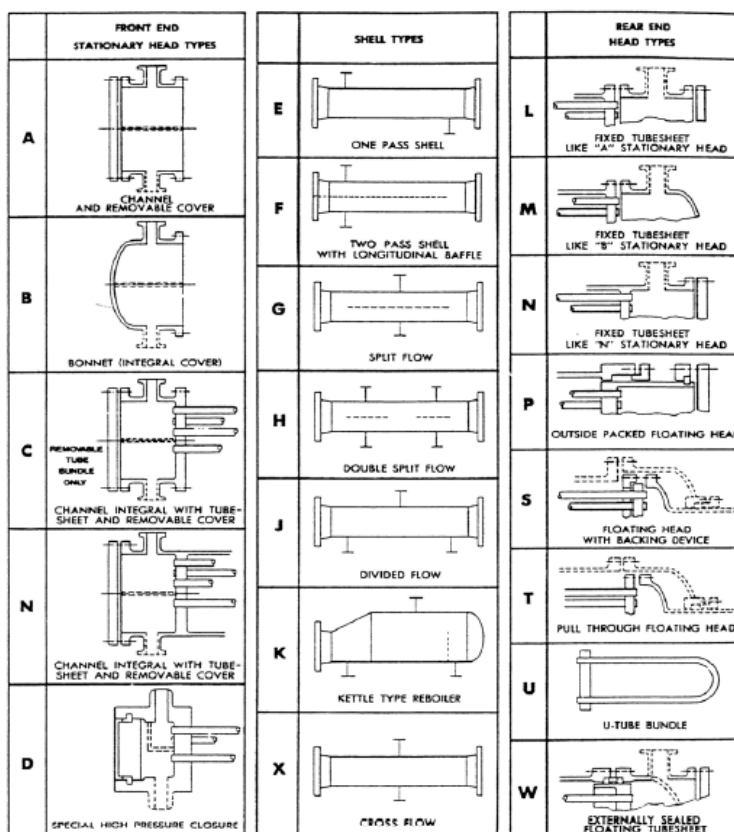 FRONT END
STATIONARY HEAD TYPES
A
CHANNEL
AND REMOVABLE COVER
B
BONNET (INTEGRAL COVER)
C
REMOVABLE
TUBE
BUNDLE
ONLY
CHANNEL INTEGRAL WITH TUBE-
SHEET AND REMOVABLE COVER
N
CHANNEL INTEGRAL WITH TUBE-
SHEET AND REMOVABLE COVER
D
SPECIAL HIGH PRESSURE CLOSURE
SHELL TYPES
E
ONE PASS SHELL
F
TWO PASS SHELL
WITH LONGITUDINAL BAFFLE
G
SPLIT FLOW
H
DOUBLE SPLIT FLOW
J
DIVIDED FLOW
K
KETTLE TYPE REBOILER
X
CROSS FLOW
REAR END
HEAD TYPES
L
FIXED TUBESHEET
LIKE "A" STATIONARY HEAD
M
FIXED TUBESHEET
LIKE "B" STATIONARY HEAD
N
FIXED TUBESHEET
LIKE "N" STATIONARY HEAD
P
OUTSIDE PACKED FLOATING HEAD
S
FLOATING HEAD
WITH BACKING DEVICE
T
PULL THROUGH FLOATING HEAD
U
U-TUBE BUNDLE
W
EXTERNALLY SEALED
FLOATING TUBESHEET